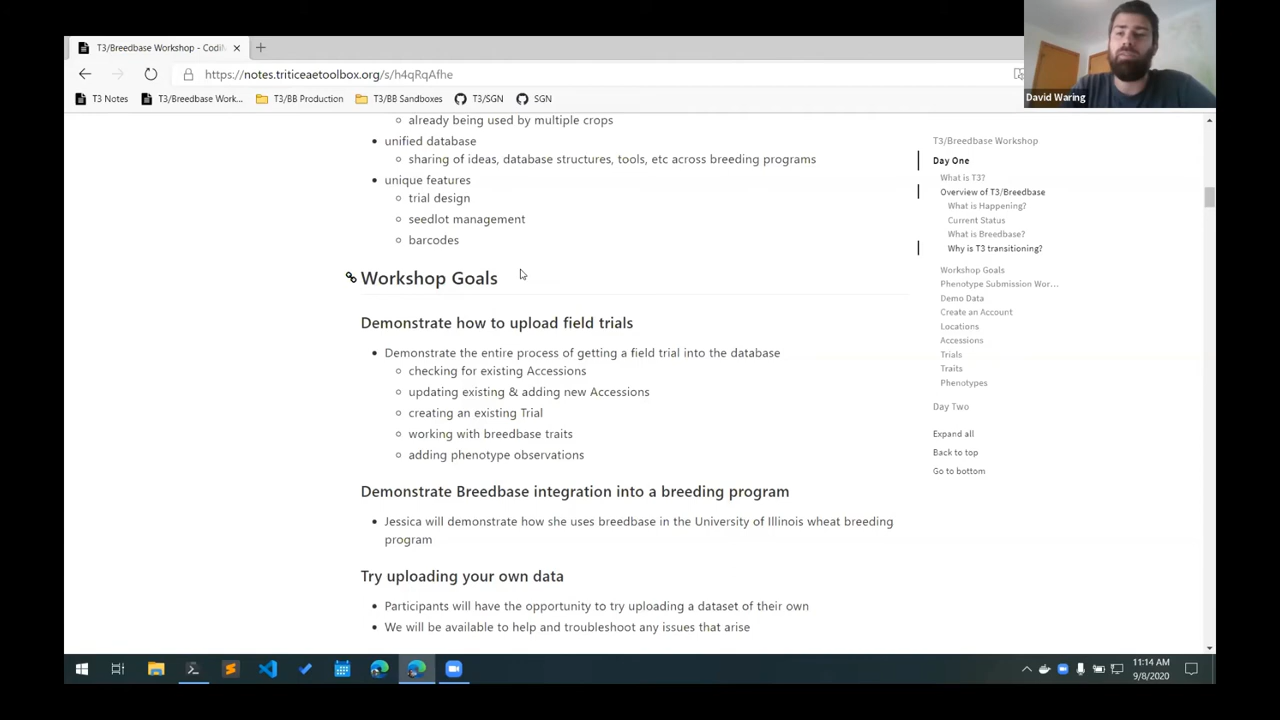 T3/Breedbase Workshop - CodiM
https://notes.triticeaetoolbox.org/s/h4qRqAfhe
T3 Notes
T3/Breedbase Work...
T3/BB Production
T3/BB Sandboxes
T3/SGN
SGN
David Waring
already being used by multiple crops
unified database
sharing of ideas, database structures, tools, etc across breeding programs
unique features
trial design
seedlot management
barcodes
Workshop Goals
Demonstrate how to upload field trials
Demonstrate the entire process of getting a field trial into the database
checking for existing Accessions
updating existing & adding new Accessions
creating an existing Trial
working with breedbase traits
adding phenotype observations
Demonstrate Breedbase integration into a breeding program
Jessica will demonstrate how she uses breedbase in the University of Illinois wheat breeding
program
Try uploading your own data
Participants will have the opportunity to try uploading a dataset of their own
We will be available to help and troubleshoot any issues that arise
T3/Breedbase Workshop
Day One
What is T3?
Overview of T3/Breedbase
What is Happening?
Current Status
What is Breedbase?
Why is T3 transitioning?
Workshop Goals
Phenotype Submission Wor...
Demo Data
Create an Account
Locations
Accessions
Trials
Traits
Phenotypes
Day Two
Expand all
Back to top
Go to bottom
11:14 AM
9/8/2020